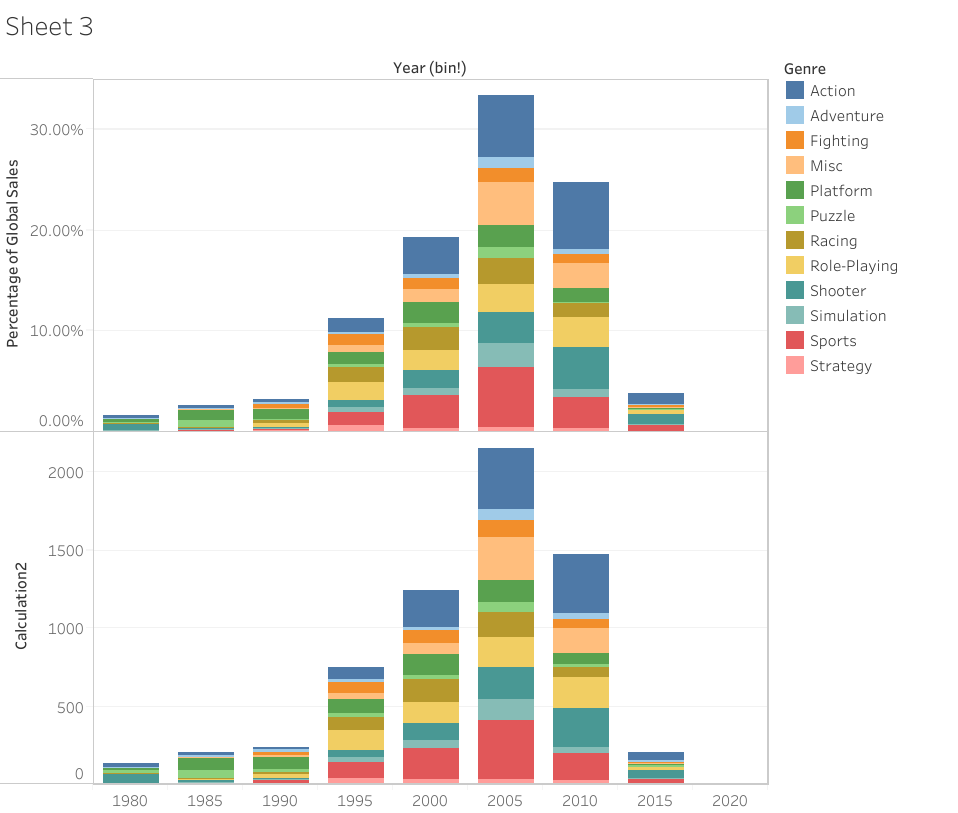 Sheet 3
Year (bin!)
Genre
Action
Adventure
Fighting
Misc
Platform
Puzzle
Racing
Role-Playing
Shooter
Simulation
Sports
Strategy
Percentage of Global Sales
30.00%
20.00%
10.00%
0.00%
Calculation2
2000
1500
1000
500
0
1980 1985 1990 1995 2000 2005 2010 2015 2020